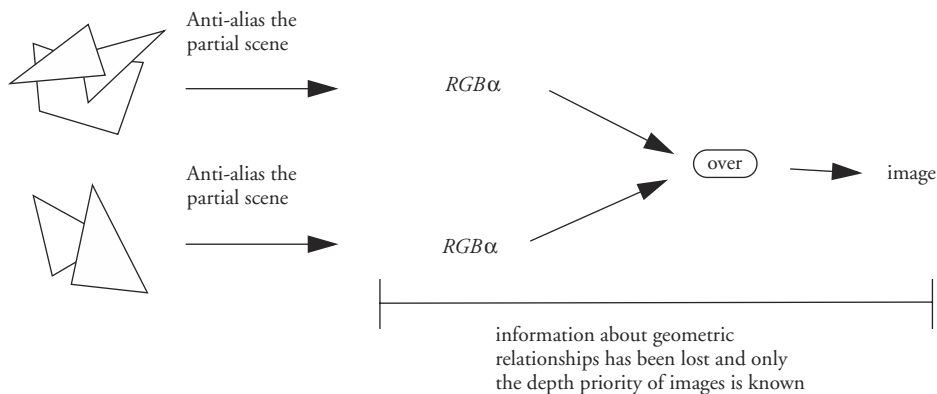 Anti-alias the
partial scene
RGBα
over
image
Anti-alias the
partial scene
RGBα
information about geometric
relationships has been lost and only
the depth priority of images is known